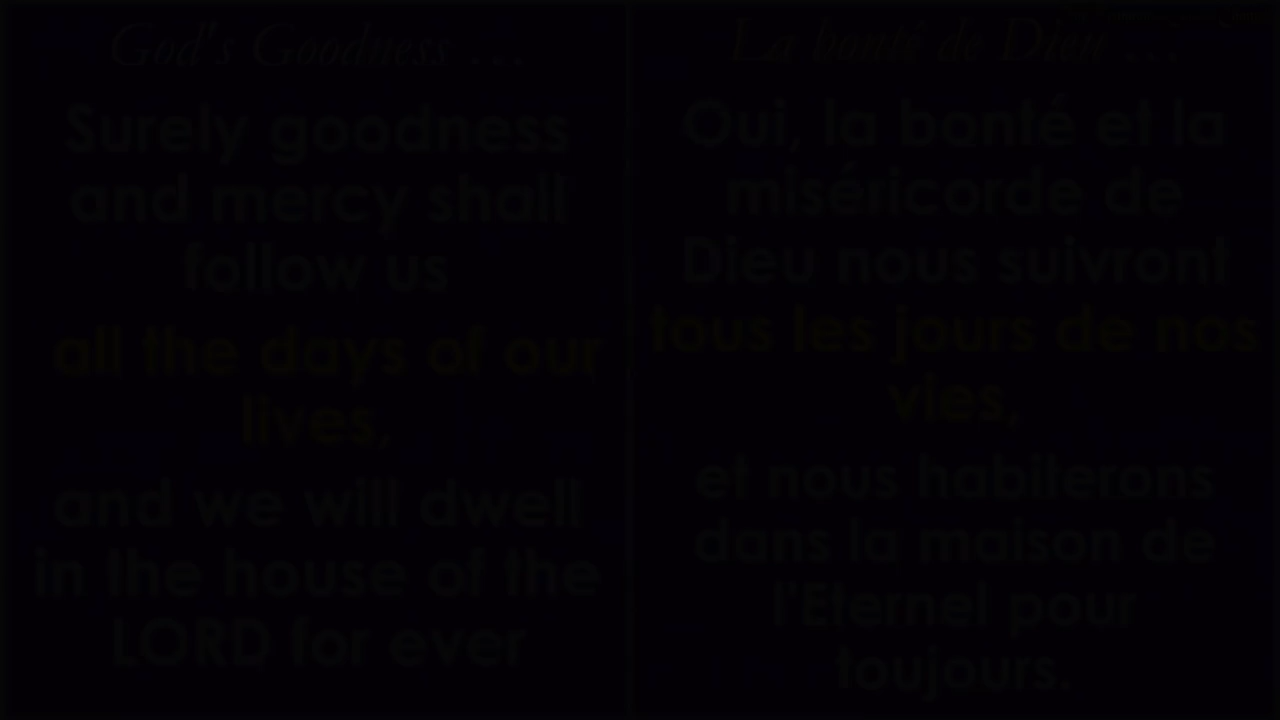 God's Goodness ...
Surely goodness
and mercy shall
follow us
all the days of our
lives,
and we will dwell
in the house of the
LORD for ever
La bonté de Dieu ...
Oui, la bonté et la
miséricorde de
Dieu nous suivront
tous les jours de nos
vies,
et nous habiterons
dans la maison de
l'Eternel pour
toujours.